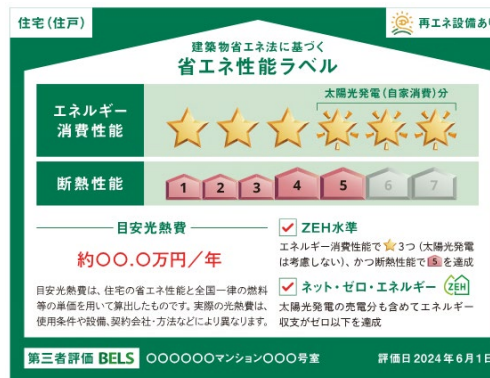 住宅（住戸）
再エネ設備あ
建築物省エネ法に基づく
省エネ性能ラベル
エネルギー
消費性能
太陽光発電（自家消費）分
断熱性能
1 2 3 4 5 6 7
目安光熱費
約〇〇.〇万円／年
目安光熱費は、住宅の省エネ性能と全国一律の燃料
等の単価を用いて算出したものです。実際の光熱費は、
使用条件や設備、契約会社・方法などにより異なります。
ZEH水準
エネルギー消費性能で⭐3つ（太陽光発電
は考慮しない）、かつ断熱性能で5を達成
ネット・ゼロ・エネルギー ZEH
太陽光発電の売電分も含めてエネルギー
収支がゼロ以下を達成
第三者評価 BELS 〇〇〇〇〇〇マンション〇〇〇号室 評価日 2024年6月1日